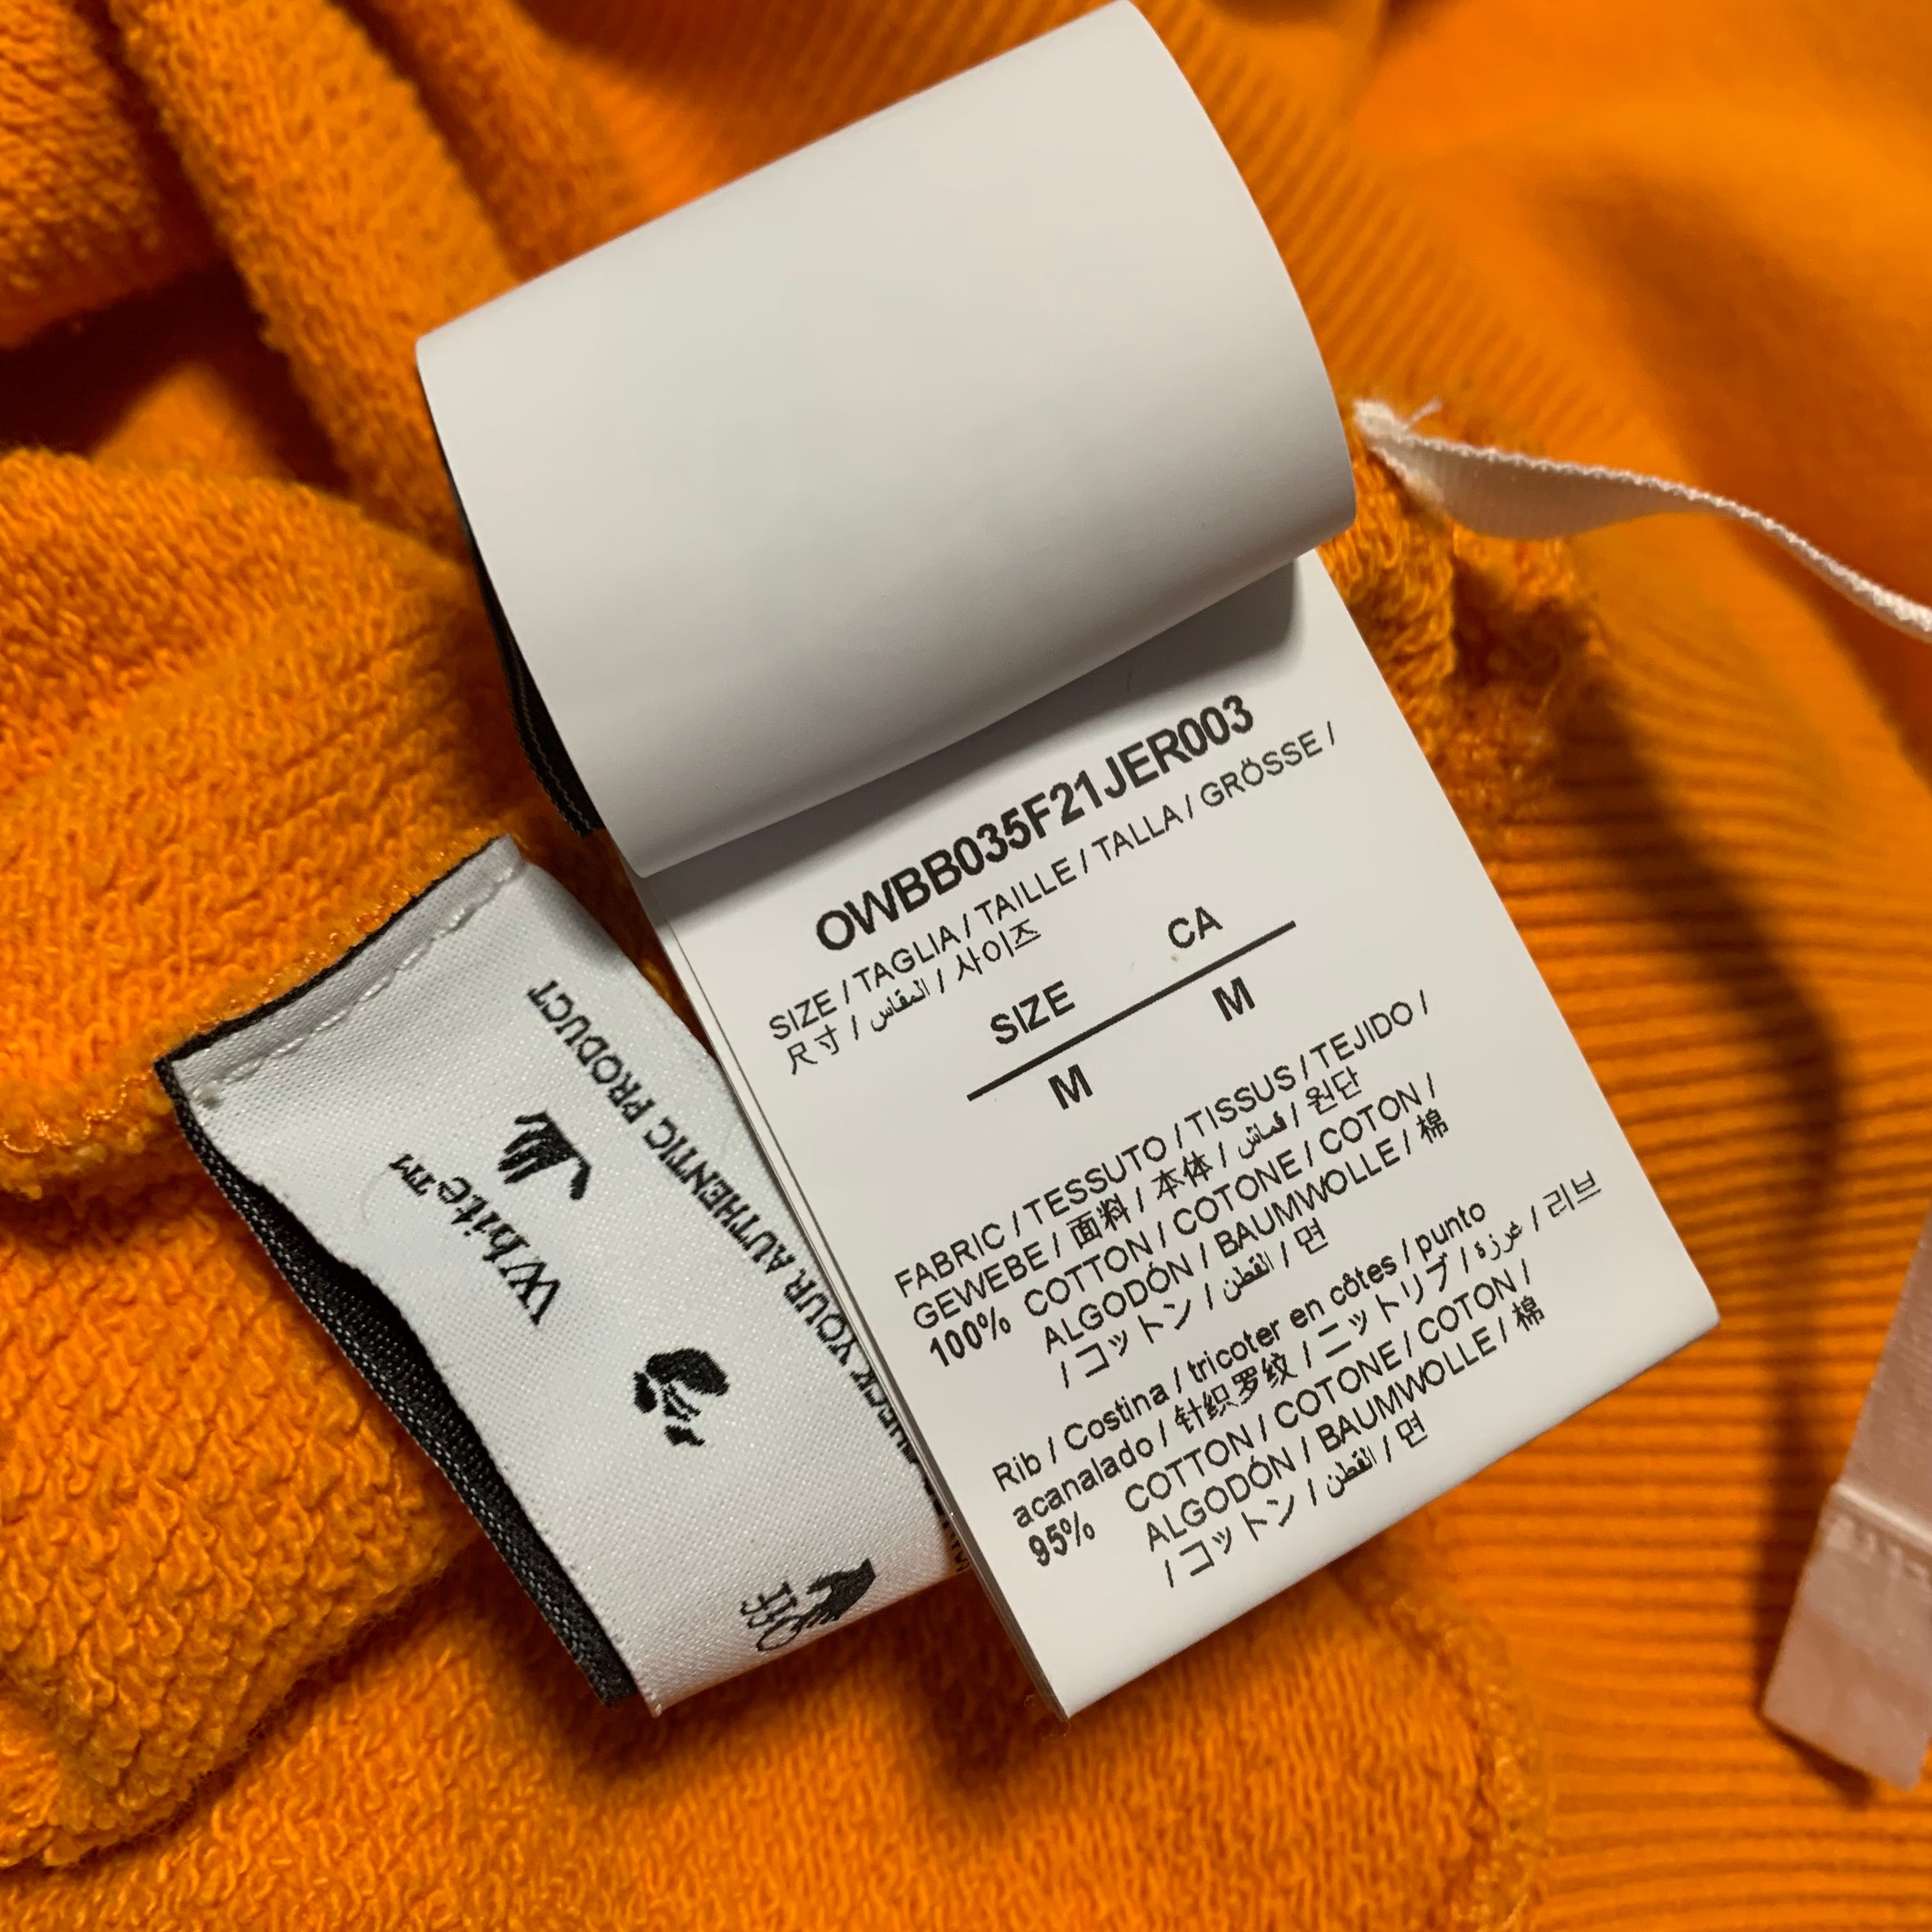 OWBB035F21JER003
SIZE / TAGLIA / TAILLE / TALLA / GRÖSSE /
尺寸 / المقاس / 사이즈
SIZE CA
M M
FABRIC / TESSUTO / TISSUS / TEJIDO /
GEWEBE / 面料 / 本体 / قماش / 원단
100% COTTON / COTONE / COTON /
ALGODÓN / BAUMWOLLE / 棉
/ コットン / القطن / 면
Rib / Costina / tricoter en côtes / punto
acanalado / 针织罗纹 / ニットリブ / غرزة / 리브
95% COTTON / COTONE / COTON /
ALGODÓN / BAUMWOLLE / 棉
/ コットン / القطن / 면
Off
White™
YOUR AUTHENTIC PRODUCT